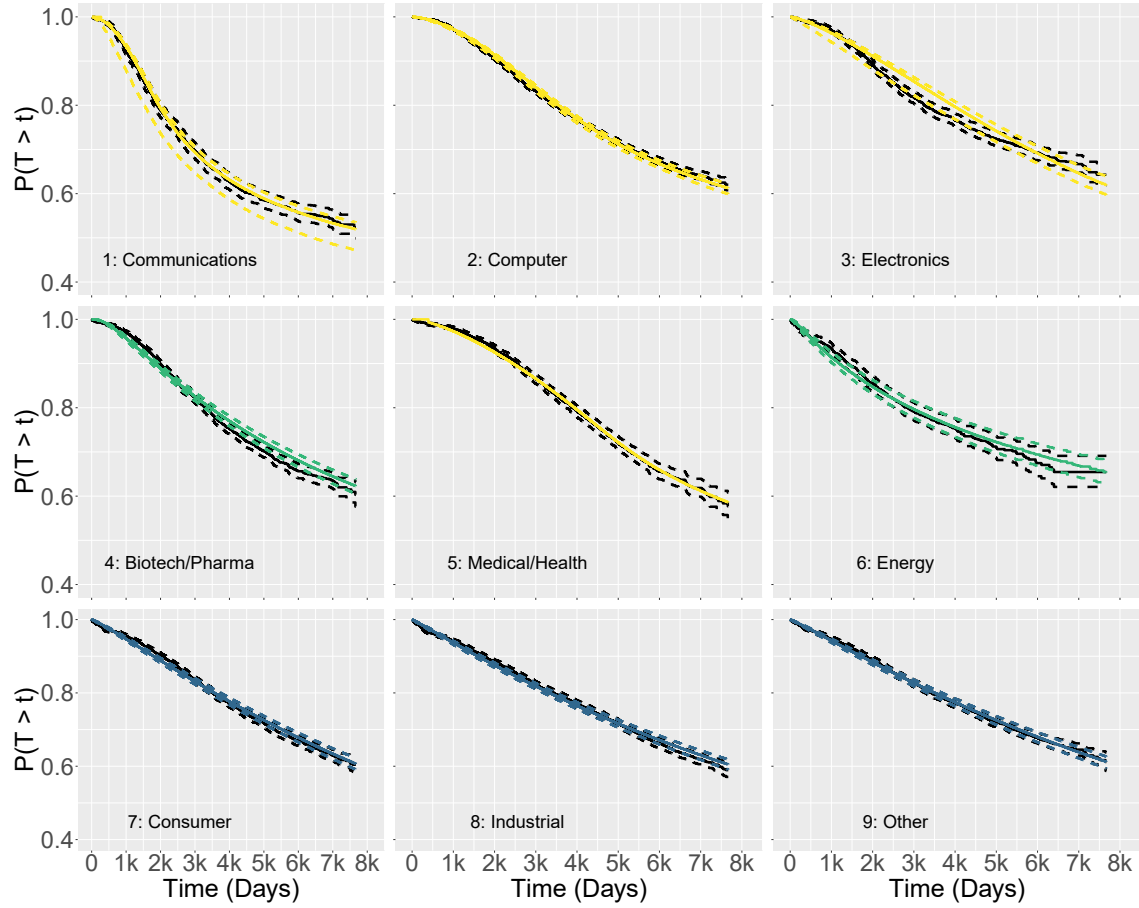 P(T > t)
1.0
0.8
0.6
0.4
1: Communications
2: Computer
3: Electronics
P(T > t)
1.0
0.8
0.6
0.4
4: Biotech/Pharma
5: Medical/Health
6: Energy
P(T > t)
1.0
0.8
0.6
0.4
7: Consumer
8: Industrial
9: Other
0 1k 2k 3k 4k 5k 6k 7k 8k
0 1k 2k 3k 4k 5k 6k 7k 8k
0 1k 2k 3k 4k 5k 6k 7k 8k
Time (Days)
Time (Days)
Time (Days)